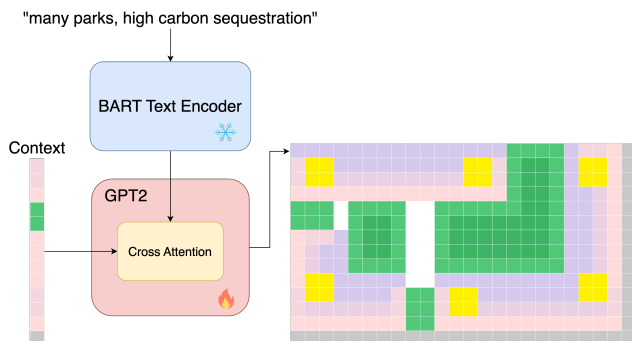 "many parks, high carbon sequestration"
BART Text Encoder
Context
GPT2
Cross Attention